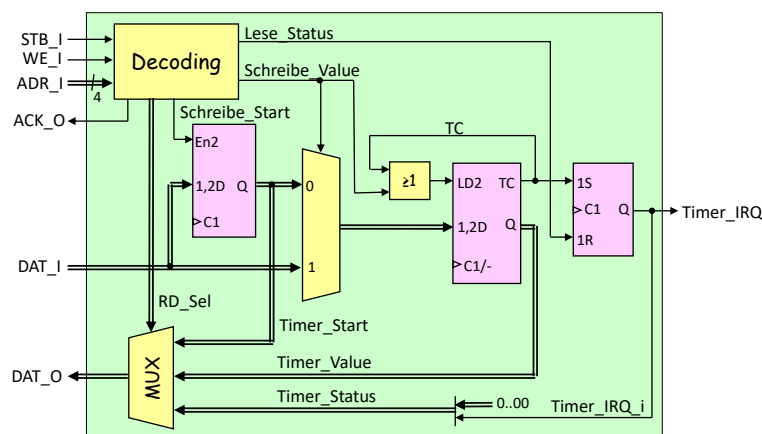 STB_I
WE_I
ADR_I
4
ACK_O
Decoding
Lese_Status
Schreibe_Value
Schreibe_Start
En2
1,2D Q
C1
0
1
TC
≥1
LD2 TC
1,2D Q
C1/-
1S
C1 Q
1R
Timer_IRQ
DAT_I
RD_Sel
Timer_Start
DAT_O
MUX
Timer_Value
Timer_Status
0..00
Timer_IRQ_i